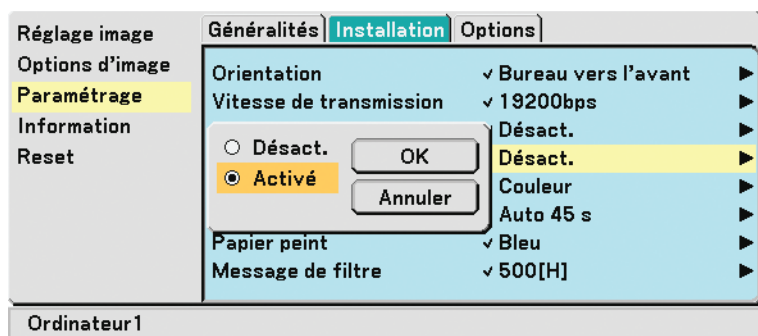 Réglage image
Options d'image
Paramétrage
Information
Reset
Généralités Installation Options
Orientation ✓ Bureau vers l'avant ▶
Vitesse de transmission ✓ 19200bps ▶
Désact. ▶
Désact. ▶
Couleur ▶
Auto 45 s ▶
Papier peint ✓ Bleu ▶
Message de filtre ✓ 500[H] ▶
○ Désact. OK
◉ Activé Annuler
Ordinateur1